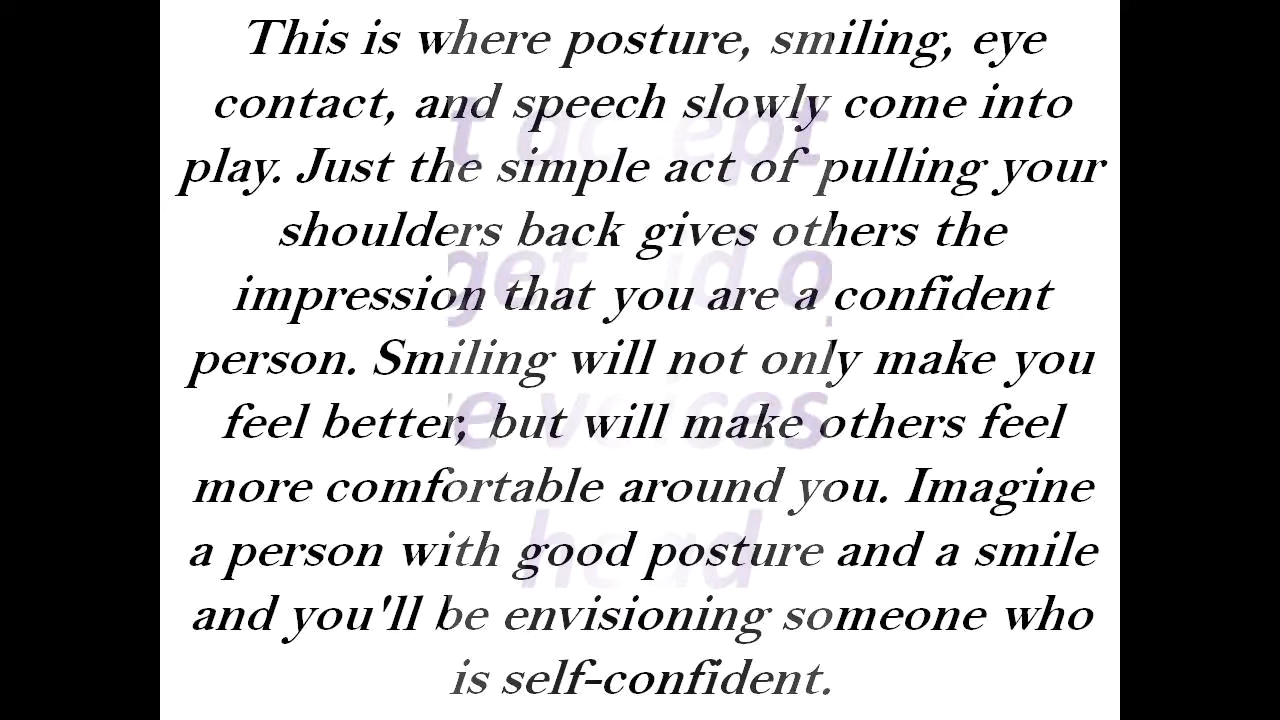 This is where posture, smiling, eye
contact, and speech slowly come into
play. Just the simple act of pulling your
shoulders back gives others the
impression that you are a confident
person. Smiling will not only make you
feel better, but will make others feel
more comfortable around you. Imagine
a person with good posture and a smile
and you'll be envisioning someone who
is self-confident.
voices
head